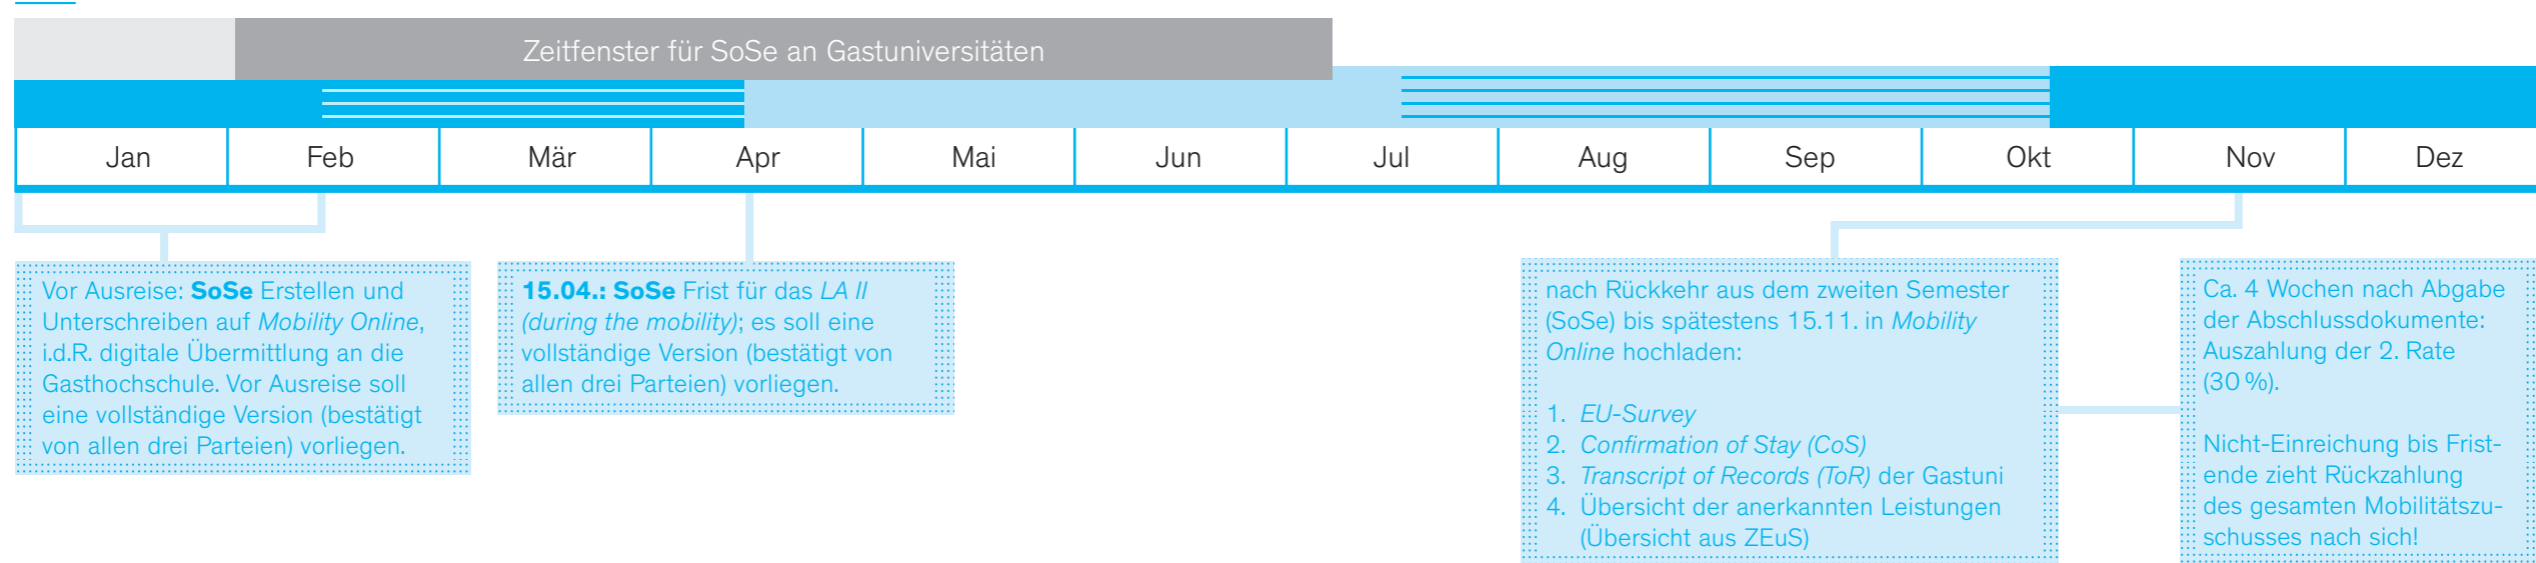 Zeitfenster für SoSe an Gastuniversitäten
Jan Feb Mär Apr Mai Jun Jul Aug Sep Okt Nov Dez
Vor Ausreise: SoSe Erstellen und
Unterschreiben auf Mobility Online,
i.d.R. digitale Übermittlung an die
Gasthochschule. Vor Ausreise soll
eine vollständige Version (bestätigt
von allen drei Parteien) vorliegen.
15.04.: SoSe Frist für das LA II
(during the mobility); es soll eine
vollständige Version (bestätigt von
allen drei Parteien) vorliegen.
nach Rückkehr aus dem zweiten Semester
(SoSe) bis spätestens 15.11. in Mobility
Online hochladen:
1. EU-Survey
2. Confirmation of Stay (CoS)
3. Transcript of Records (ToR) der Gastuni
4. Übersicht der anerkannten Leistungen
(Übersicht aus ZEuS)
Ca. 4 Wochen nach Abgabe
der Abschlussdokumente:
Auszahlung der 2. Rate
(30 %).
Nicht-Einreichung bis Frist-
ende zieht Rückzahlung
des gesamten Mobilitätszu-
schusses nach sich!